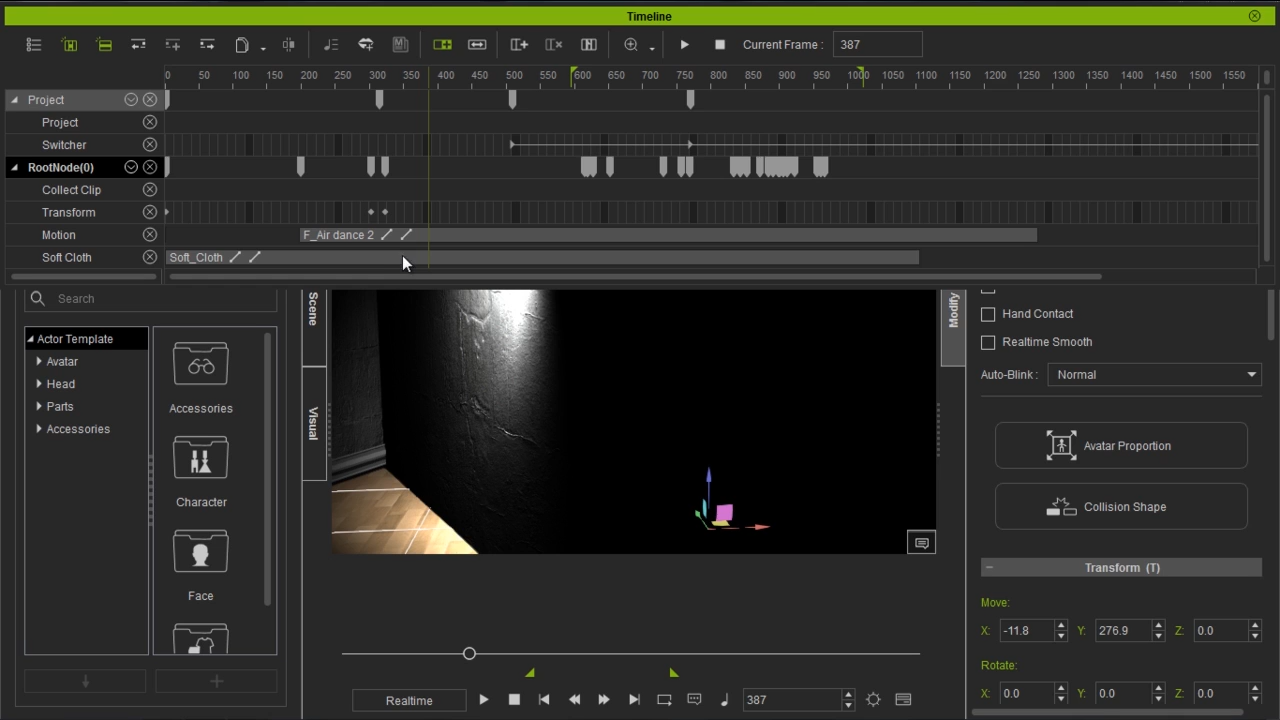 Timeline
Current Frame : 387
0 50 100 150 200 250 300 350 400 450 500 550 600 650 700 750 800 850 900 950 1000 1050 1100 1150 1200 1250 1300 1350 1400 1450 1500 1550
Project
Project
Switcher
RootNode(0)
Collect Clip
Transform
Motion F_Air dance 2
Soft Cloth Soft_Cloth
Search
Actor Template
Avatar
Head
Parts
Accessories
Accessories
Character
Face
Scene
Visual
Modify
Hand Contact
Realtime Smooth
Auto-Blink : Normal
Avatar Proportion
Collision Shape
Transform (T)
Move:
X: -11.8 Y: 276.9 Z: 0.0
Rotate:
X: 0.0 Y: 0.0 Z: 0.0
Realtime 387